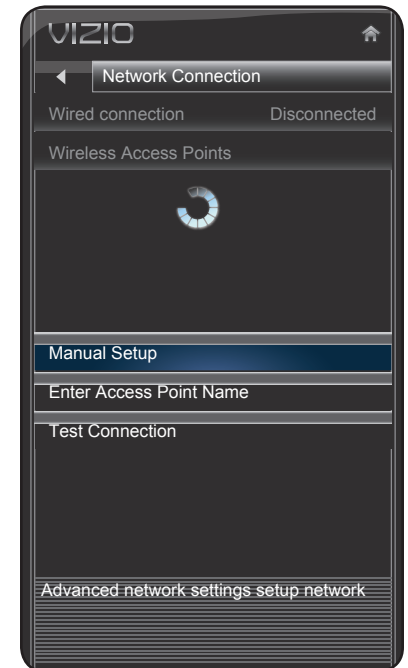 VIZIO
Network Connection
Wired connection Disconnected
Wireless Access Points
Manual Setup
Enter Access Point Name
Test Connection
Advanced network settings setup network